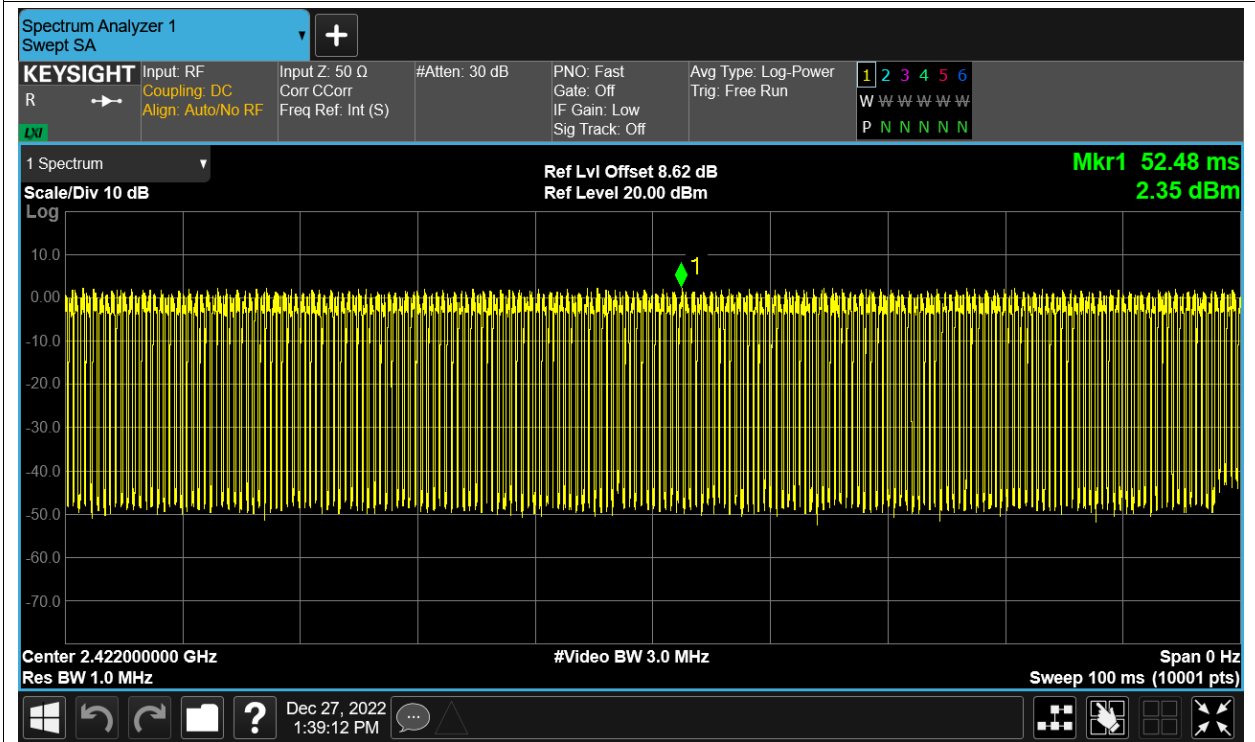 Spectrum Analyzer 1
Swept SA
KEYSIGHT
R
LXI
Input: RF
Coupling: DC
Align: Auto/No RF
Input Z: 50 Ω
Corr CCorr
Freq Ref: Int (S)
#Atten: 30 dB
PNO: Fast
Gate: Off
IF Gain: Low
Sig Track: Off
Avg Type: Log-Power
Trig: Free Run
1 2 3 4 5 6
W W W W W W
P N N N N N
1 Spectrum
Scale/Div 10 dB
Ref Lvl Offset 8.62 dB
Ref Level 20.00 dBm
Mkr1 52.48 ms
2.35 dBm
Log
10.0
0.00
-10.0
-20.0
-30.0
-40.0
-50.0
-60.0
-70.0
1
Center 2.422000000 GHz
Res BW 1.0 MHz
#Video BW 3.0 MHz
Span 0 Hz
Sweep 100 ms (10001 pts)
?
Dec 27, 2022
1:39:12 PM